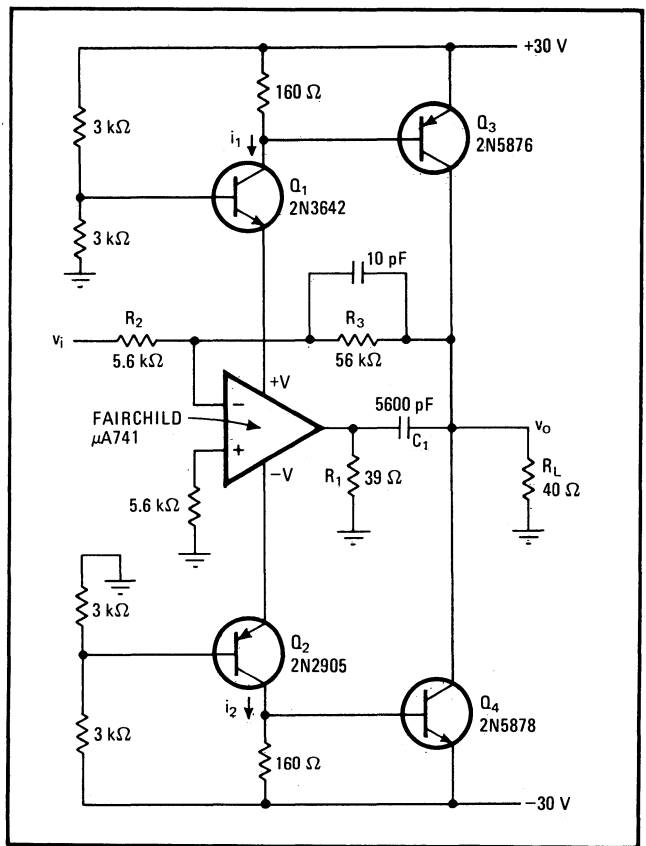 +30 V
160 Ω
3 kΩ
Q3
2N5876
i1
Q1
2N3642
3 kΩ
10 pF
R2
R3
vi
5.6 kΩ
56 kΩ
+V
5600 pF
FAIRCHILD
μA741
−
+
C1
vo
−V
R1
39 Ω
RL
40 Ω
5.6 kΩ
3 kΩ
Q2
2N2905
i2
Q4
2N5878
3 kΩ
160 Ω
−30 V